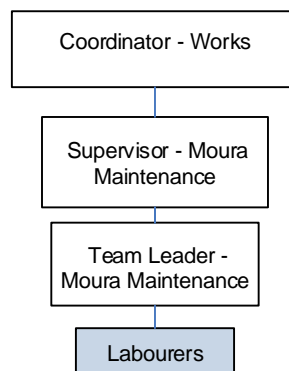 Coordinator - Works
Supervisor - Moura
Maintenance
Team Leader -
Moura Maintenance
Labourers